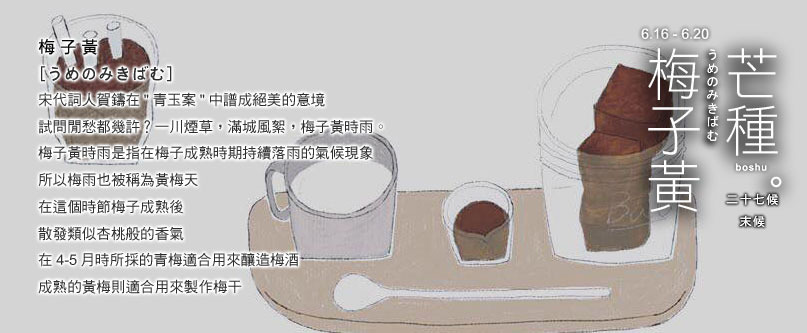 梅子黃
[うめのみきばむ]
宋代詞人賀鑄在"青玉案"中譜成絕美的意境
試問閒愁都幾許？一川煙草，滿城風絮，梅子黃時雨。
梅子黃時雨是指在梅子成熟時期持續落雨的氣候現象
所以梅雨也被稱為黃梅天
在這個時節梅子成熟後
散發類似杏桃般的香氣
在 4-5 月時所採的青梅適合用來釀造梅酒
成熟的黃梅則適合用來製作梅干
芒種。
boshu
二十七候
末候
6.16 - 6.20
うめのみきばむ
梅子黃